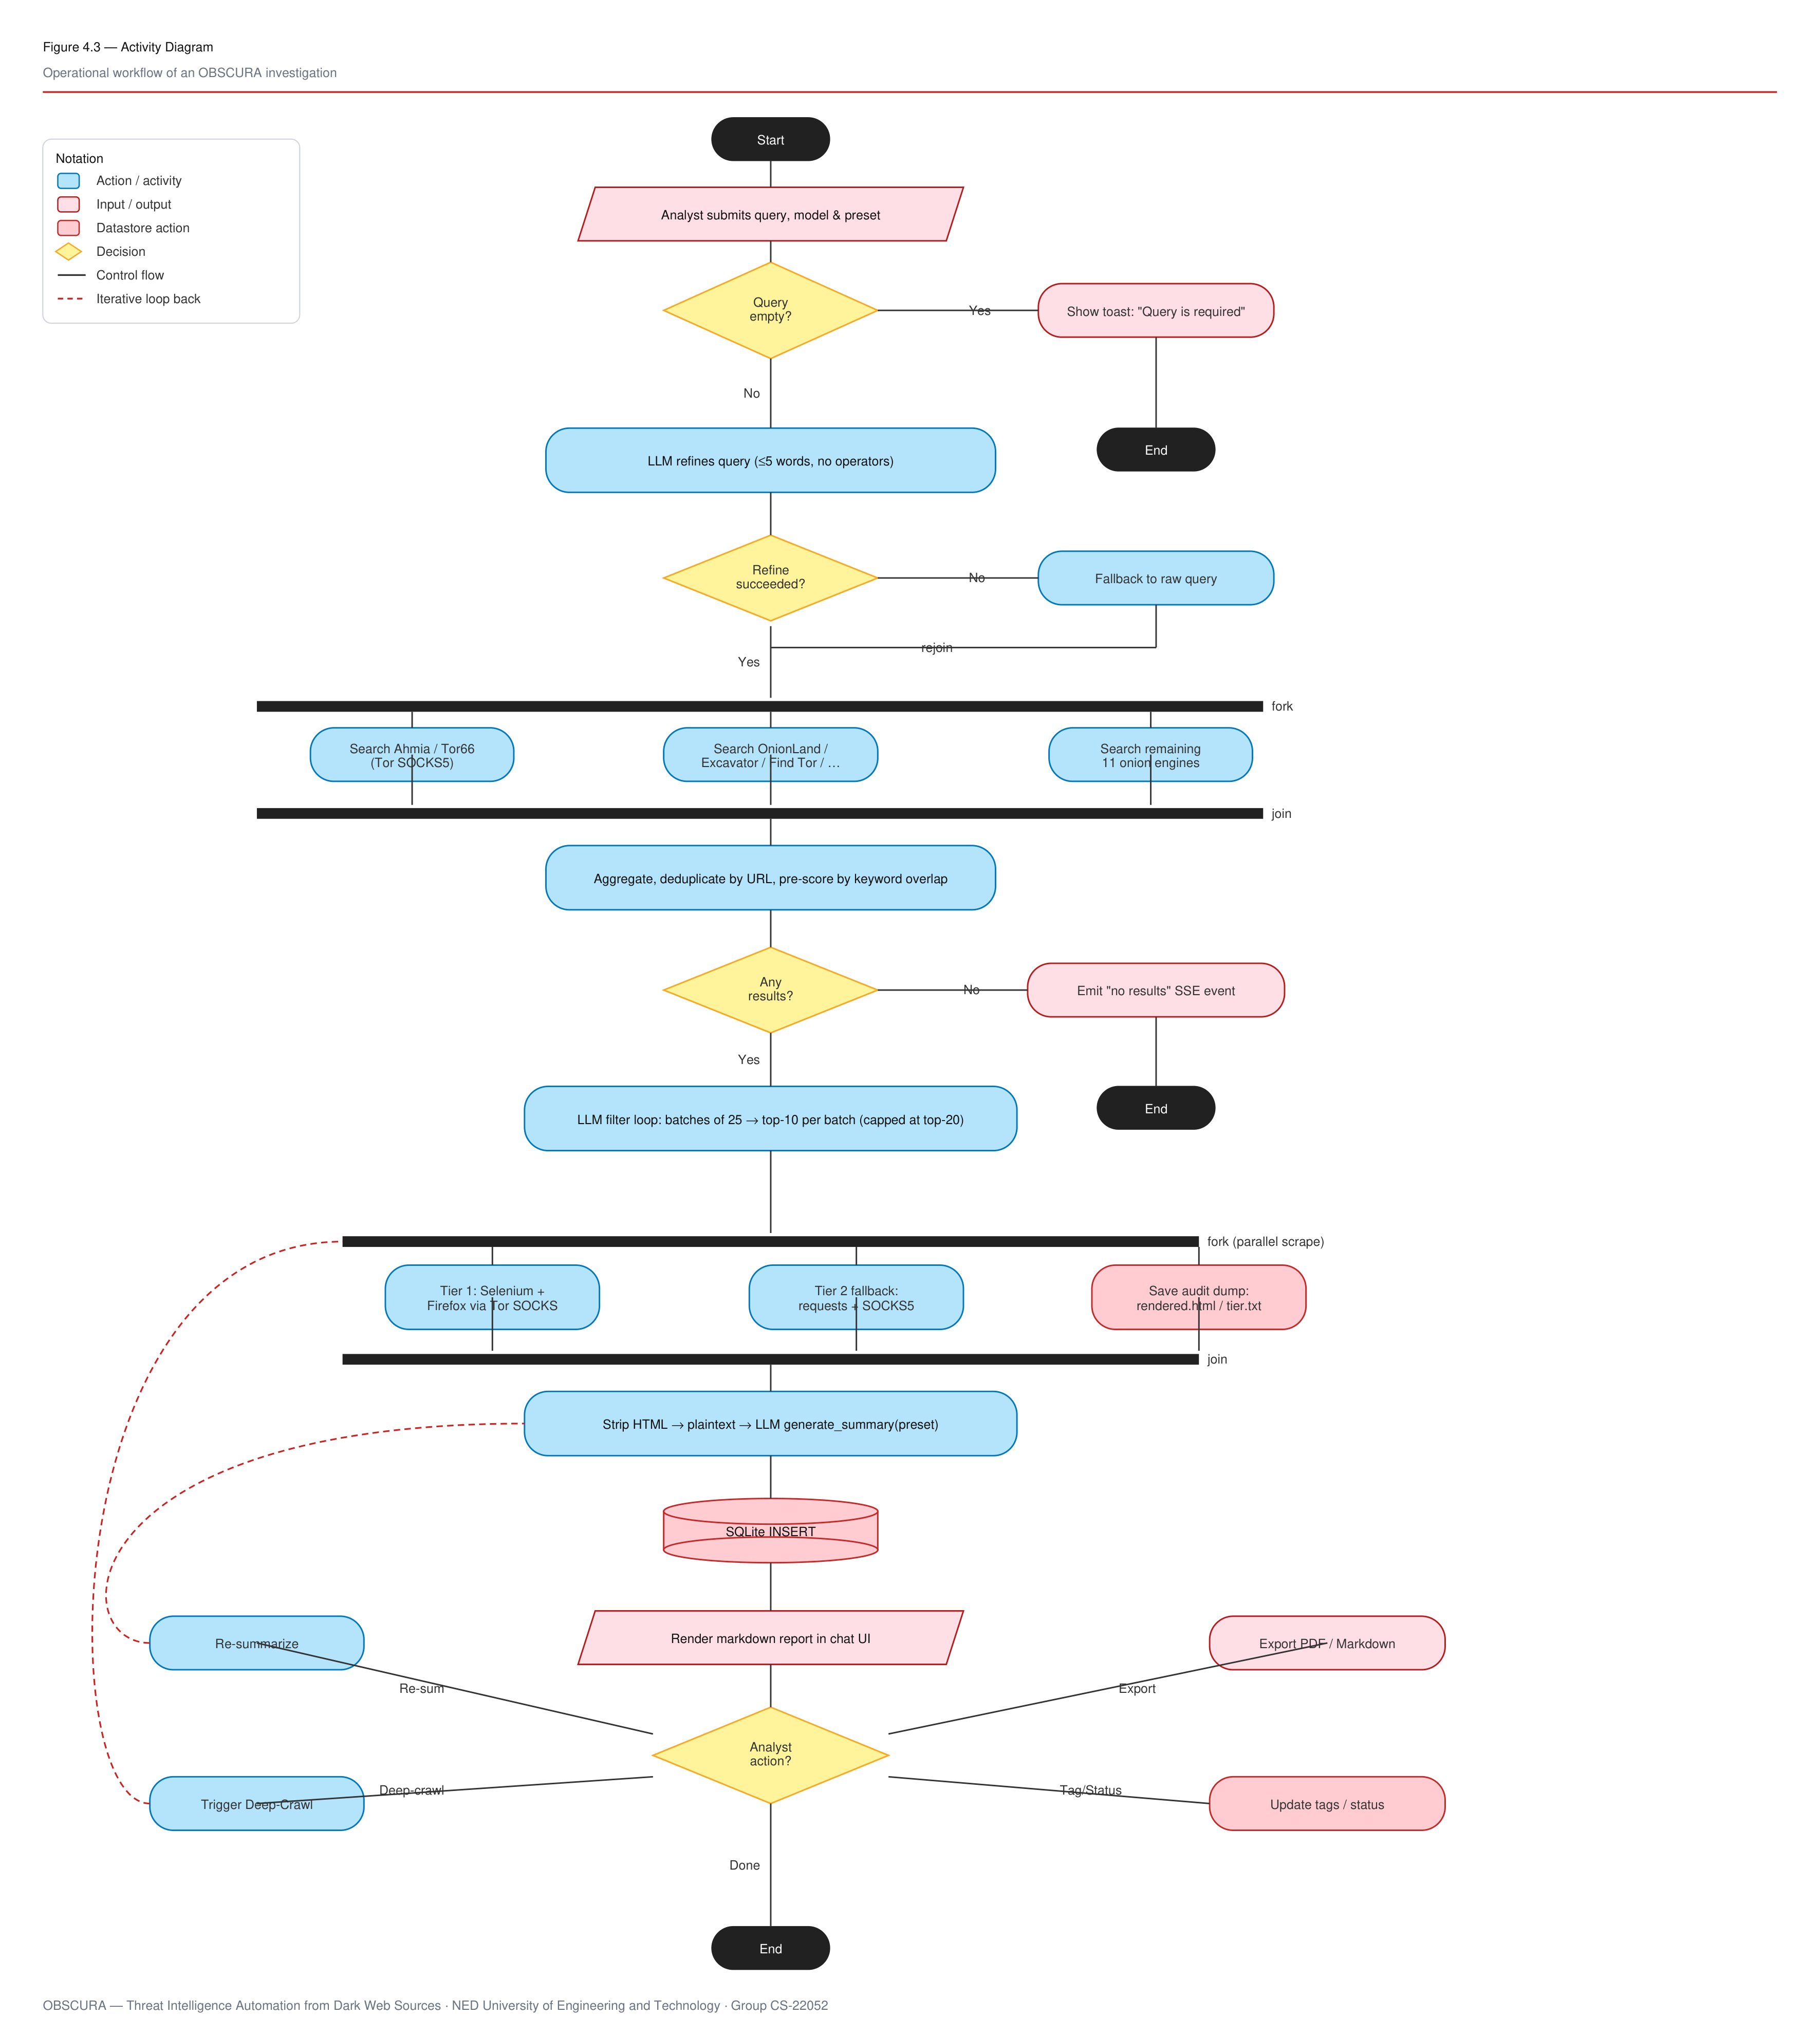 Figure 4.3 — Activity Diagram
Operational workflow of an OBSCURA investigation
Notation
Action / activity
Input / output
Datastore action
Decision
Control flow
Iterative loop back
Start
Analyst submits query, model & preset
Query
empty?
Yes
Show toast: "Query is required"
No
End
LLM refines query (≤5 words, no operators)
Refine
succeeded?
No
Fallback to raw query
rejoin
Yes
fork
Search Ahmia / Tor66
(Tor SOCKS5)
Search OnionLand /
Excavator / Find Tor / …
Search remaining
11 onion engines
join
Aggregate, deduplicate by URL, pre-score by keyword overlap
Any
results?
No
Emit "no results" SSE event
Yes
End
LLM filter loop: batches of 25 → top-10 per batch (capped at top-20)
fork (parallel scrape)
Tier 1: Selenium +
Firefox via Tor SOCKS
Tier 2 fallback:
requests + SOCKS5
Save audit dump:
rendered.html / tier.txt
join
Strip HTML → plaintext → LLM generate_summary(preset)
SQLite INSERT
Re-summarize
Render markdown report in chat UI
Export PDF / Markdown
Re-sum
Export
Analyst
action?
Deep-crawl
Tag/Status
Trigger Deep-Crawl
Update tags / status
Done
End
OBSCURA — Threat Intelligence Automation from Dark Web Sources · NED University of Engineering and Technology · Group CS-22052